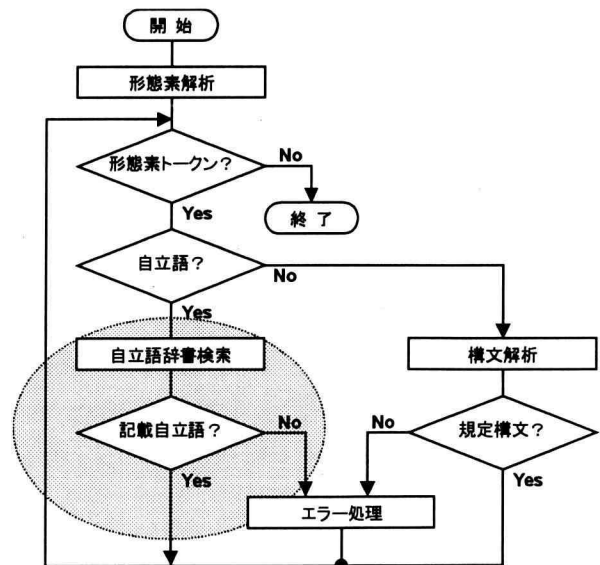 開 始
形態素解析
形態素トークン？
No
Yes
終 了
自立語？
No
Yes
自立語辞書検索
構文解析
記載自立語？
No
No
規定構文？
Yes
Yes
エラー処理